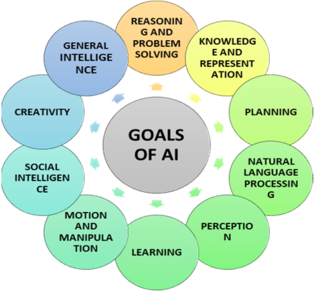 REASONIN
G AND
PROBLEM
SOLVING
KNOWLEDG
E AND
REPRESENT
ATION
PLANNING
NATURAL
LANGUAGE
PROCESSIN
G
PERCEPTIO
N
LEARNING
MOTION
AND
MANIPULA
TION
SOCIAL
INTELLIGEN
CE
CREATIVITY
GENERAL
INTELLIGE
NCE
GOALS
OF AI